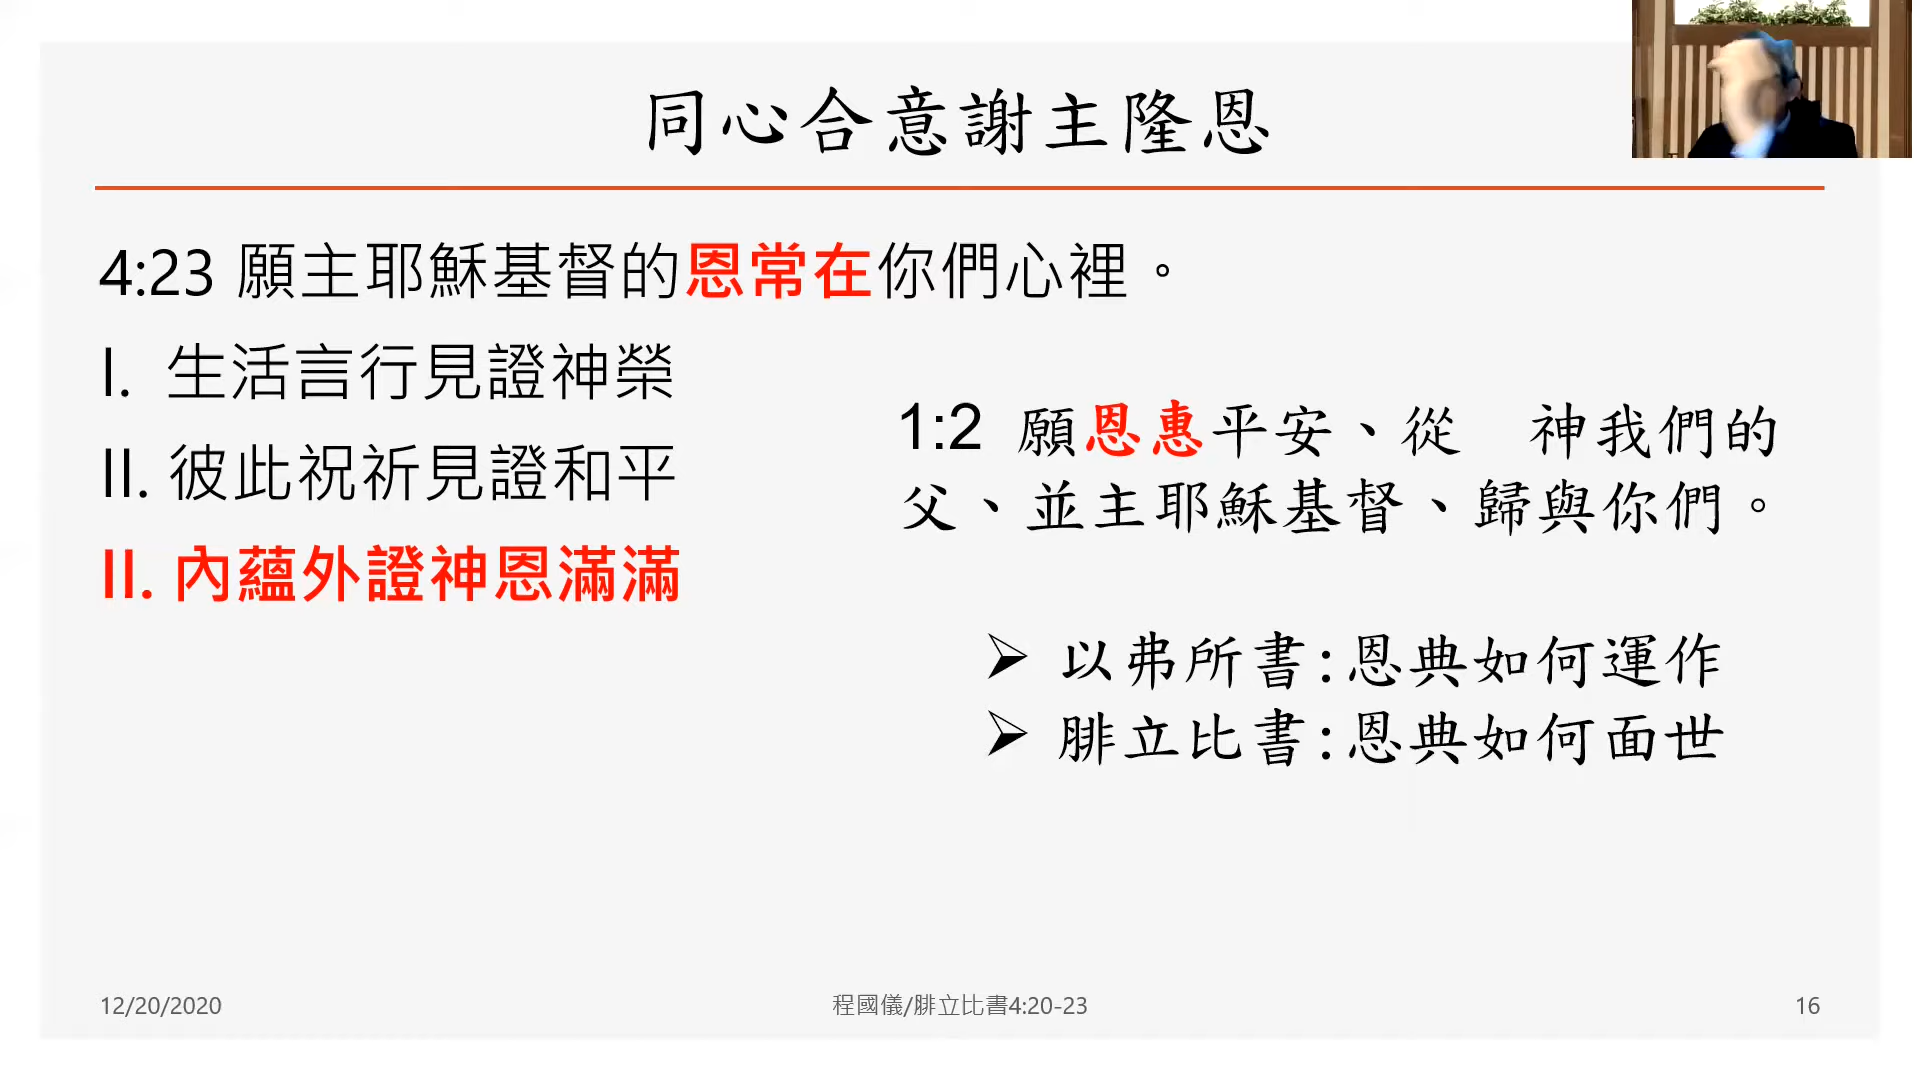 同心合意謝主隆恩
4:23 願主耶穌基督的恩常在你們心裡。
I. 生活言行見證神榮
II. 彼此祝祈見證和平
II. 內蘊外證神恩滿滿
1:2 願恩惠平安、從　神我們的
父、並主耶穌基督、歸與你們。
➢ 以弗所書:恩典如何運作
➢ 腓立比書:恩典如何面世
12/20/2020
程國儀/腓立比書4:20-23
16